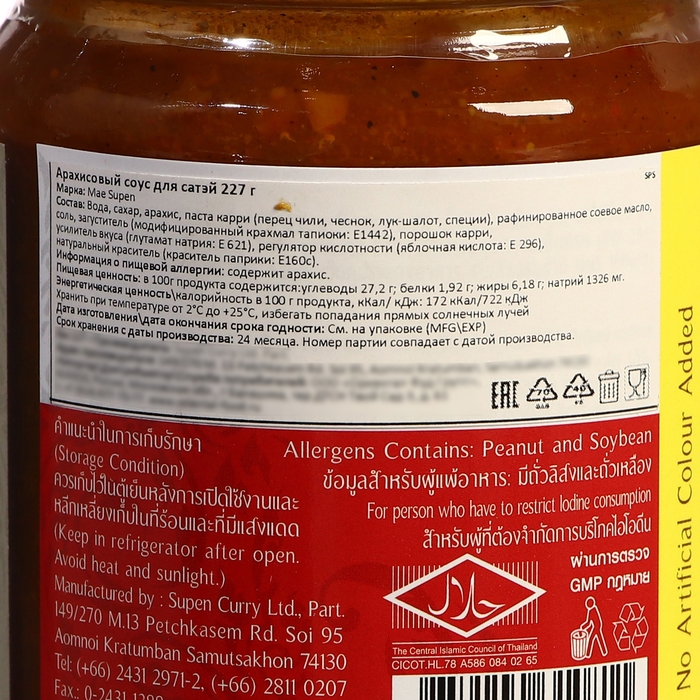 Арахисовый соус для сатэй 227 г
SPS
Марка: Mae Supen
Состав: Вода, сахар, арахис, паста карри (перец чили, чеснок, лук-шалот, специи), рафинированное соевое масло,
соль, загуститель (модифицированный крахмал тапиоки: Е1442), порошок карри,
усилитель вкуса (глутамат натрия: Е 621), регулятор кислотности (яблочная кислота: Е 296),
натуральный краситель (краситель паприки: Е160с).
Информация о пищевой аллергии: содержит арахис.
Пищевая ценность: в 100г продукта содержится:углеводы 27,2 г; белки 1,92 г; жиры 6,18 г; натрий 1326 мг.
Энергетическая ценность\калорийность в 100 г продукта, кКал/ кДж: 172 кКал/722 кДж
Хранить при температуре от 2°C до +25°C, избегать попадания прямых солнечных лучей
Дата изготовления\дата окончания срока годности: См. на упаковке (MFG\EXP)
Срок хранения с даты производства: 24 месяца. Номер партии совпадает с датой производства.
EAC
70
40
คำแนะนำในการเก็บรักษา
(Storage Condition)
ควรเก็บไว้ในตู้เย็นหลังการเปิดใช้งานและ
หลีกเลี่ยงเก็บในที่ร้อนและที่มีแสงแดด
(Keep in refrigerator after open.
Avoid heat and sunlight.)
Manufactured by : Supen Curry Ltd., Part.
149/270 M.13 Petchkasem Rd. Soi 95
Aomnoi Kratumban Samutsakhon 74130
Tel: (+66) 2431 2971-2, (+66) 2811 0207
Fax.: 0-2431-1288
Allergens Contains: Peanut and Soybean
ข้อมูลสำหรับผู้แพ้อาหาร: มีถั่วลิสงและถั่วเหลือง
For person who have to restrict Iodine consumption
สำหรับผู้ที่ต้องจำกัดการบริโภคไอโอดีน
حلال
The Central Islamic Council of Thailand
CICOT.HL.78 A586 084 02 65
ผ่านการตรวจ
GMP กฎหมาย
No Artificial Colour Added